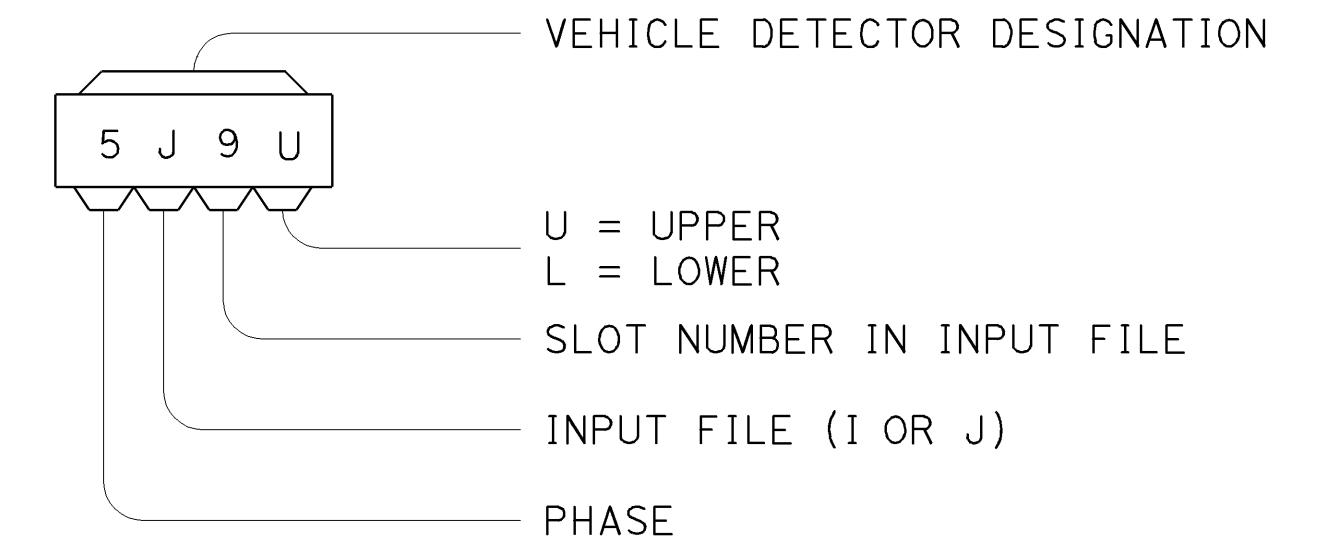 VEHICLE DETECTOR DESIGNATION
5 J 9 U
U = UPPER
L = LOWER
SLOT NUMBER IN INPUT FILE
INPUT FILE (I OR J)
PHASE